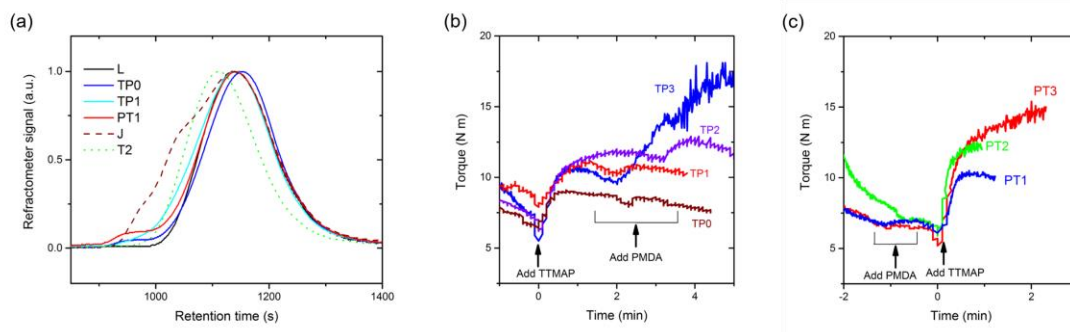 (a)
Refractometer signal (a.u.)
1.0
0.5
0.0
L
TP0
TP1
PT1
J
T2
1000
1200
1400
Retention time (s)
(b)
Torque (N m)
20
15
10
5
TP3
TP2
TP1
TP0
Add PMDA
Add TTMAP
0
2
4
Time (min)
(c)
Torque (N m)
20
15
10
5
PT3
PT2
PT1
Add PMDA
Add TTMAP
-2
0
2
Time (min)